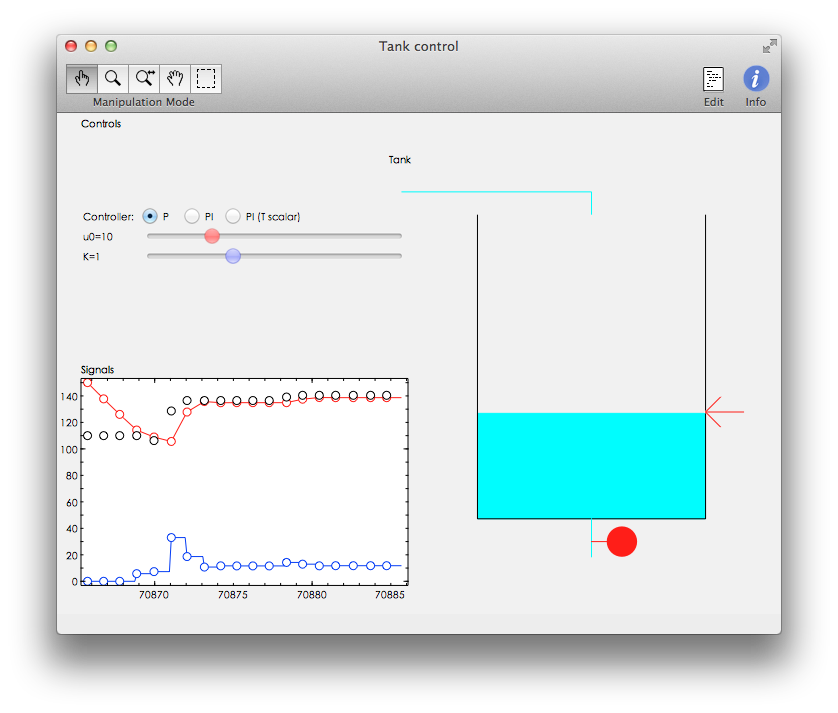 Tank control
Manipulation Mode
Edit
Info
Controls
Tank
Controller: P PI PI (T scalar)
u0=10
K=1
Signals
140
120
100
80
60
40
20
0
70870 70875 70880 70885